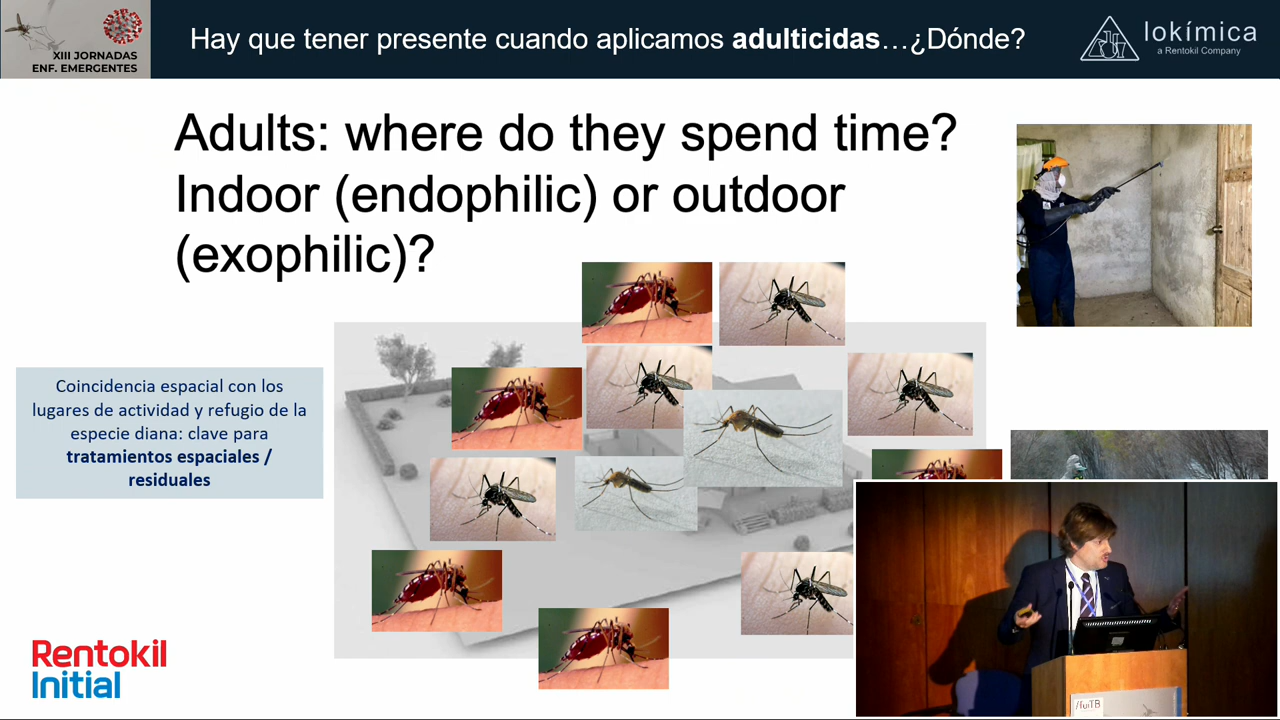 XIII JORNADAS
ENF. EMERGENTES
Hay que tener presente cuando aplicamos adulticidas…¿Dónde?
lokímica
a Rentokil Company
Adults: where do they spend time?
Indoor (endophilic) or outdoor
(exophilic)?
Coincidencia espacial con los
lugares de actividad y refugio de la
especie diana: clave para
tratamientos espaciales /
residuales
Rentokil
Initial